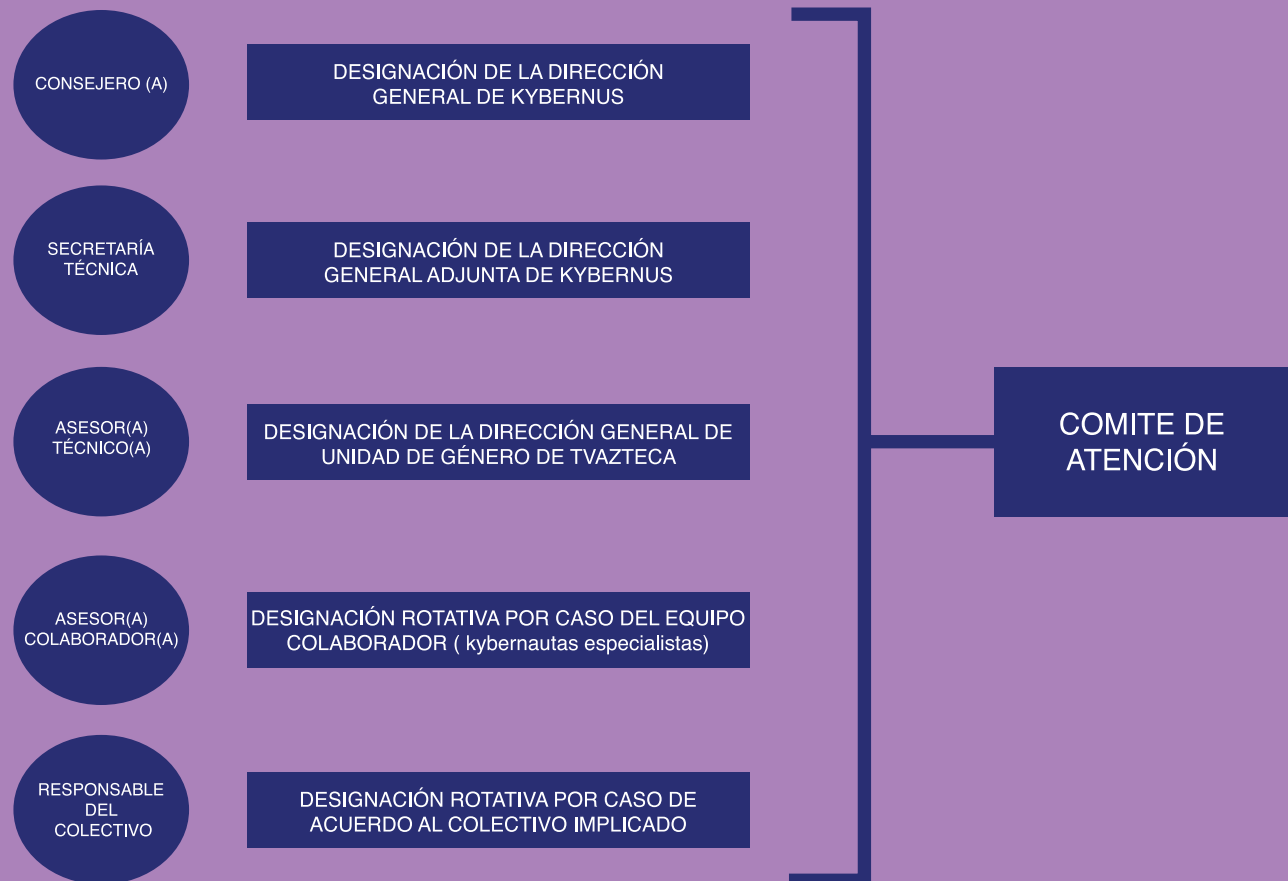 CONSEJERO (A)
DESIGNACIÓN DE LA DIRECCIÓN
GENERAL DE KYBERNUS
SECRETARÍA
TÉCNICA
DESIGNACIÓN DE LA DIRECCIÓN
GENERAL ADJUNTA DE KYBERNUS
ASESOR(A)
TÉCNICO(A)
DESIGNACIÓN DE LA DIRECCIÓN GENERAL DE
UNIDAD DE GÉNERO DE TVAZTECA
ASESOR(A)
COLABORADOR(A)
DESIGNACIÓN ROTATIVA POR CASO DEL EQUIPO
COLABORADOR ( kybernautas especialistas)
RESPONSABLE
DEL
COLECTIVO
DESIGNACIÓN ROTATIVA POR CASO DE
ACUERDO AL COLECTIVO IMPLICADO
COMITE DE
ATENCIÓN